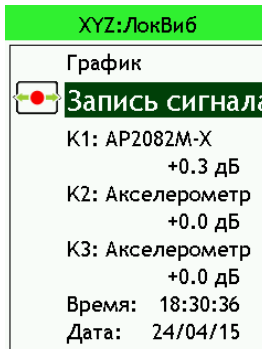 XYZ:ЛокВиб
График
Запись сигнала
К1: AP2082M-X
+0.3 дБ
К2: Акселерометр
+0.0 дБ
К3: Акселерометр
+0.0 дБ
Время: 18:30:36
Дата: 24/04/15